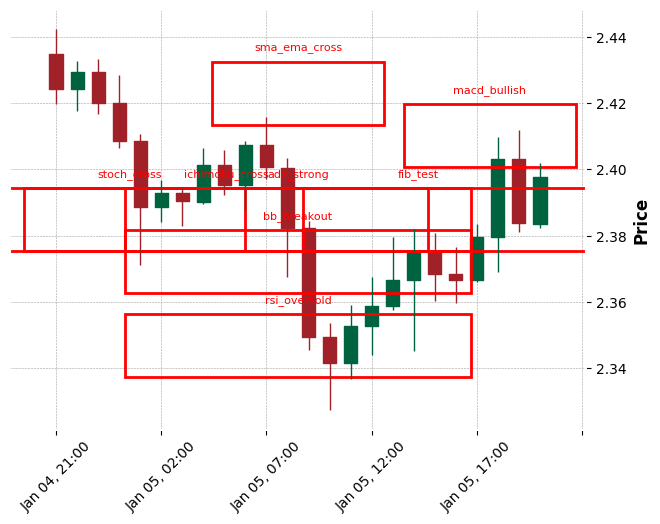 sma_ema_cross
macd_bullish
stoch_cross
ichimoku_cross
adx_strong
fib_test
bb_breakout
rsi_oversold
2.44
2.42
2.40
2.38
2.36
2.34
Price
Jan 04, 21:00
Jan 05, 02:00
Jan 05, 07:00
Jan 05, 12:00
Jan 05, 17:00